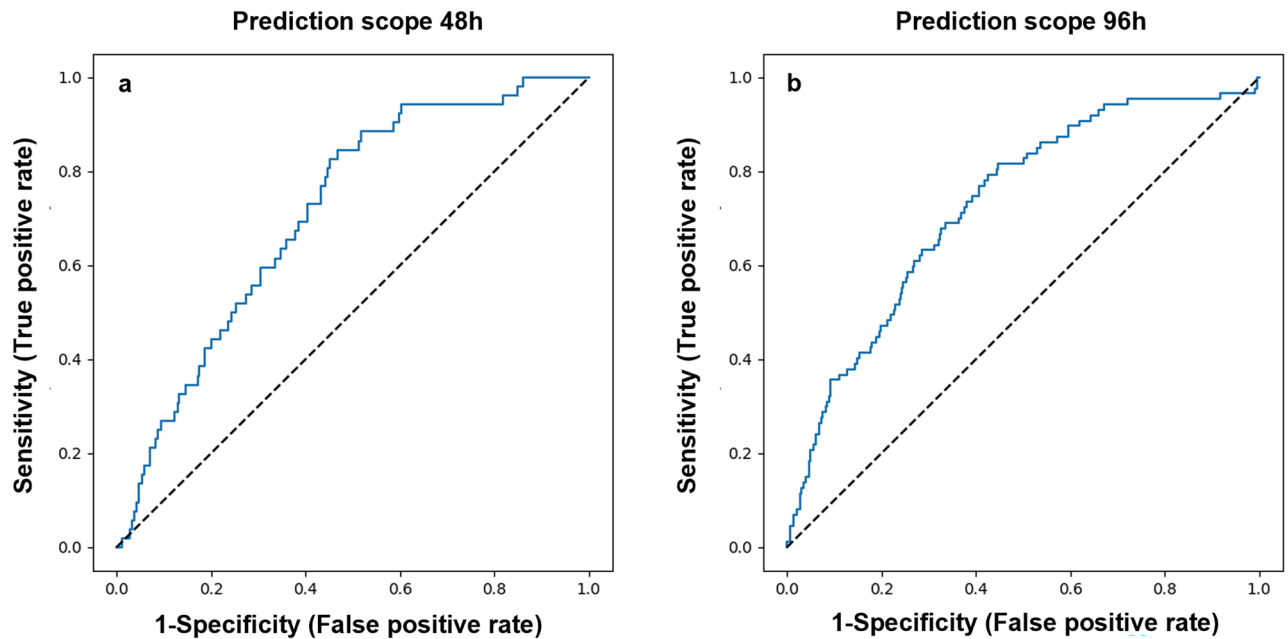 Prediction scope 48h
a
Sensitivity (True positive rate)
1.0
0.8
0.6
0.4
0.2
0.0
0.0 0.2 0.4 0.6 0.8 1.0
1-Specificity (False positive rate)
Prediction scope 96h
b
Sensitivity (True positive rate)
1.0
0.8
0.6
0.4
0.2
0.0
0.0 0.2 0.4 0.6 0.8 1.0
1-Specificity (False positive rate)